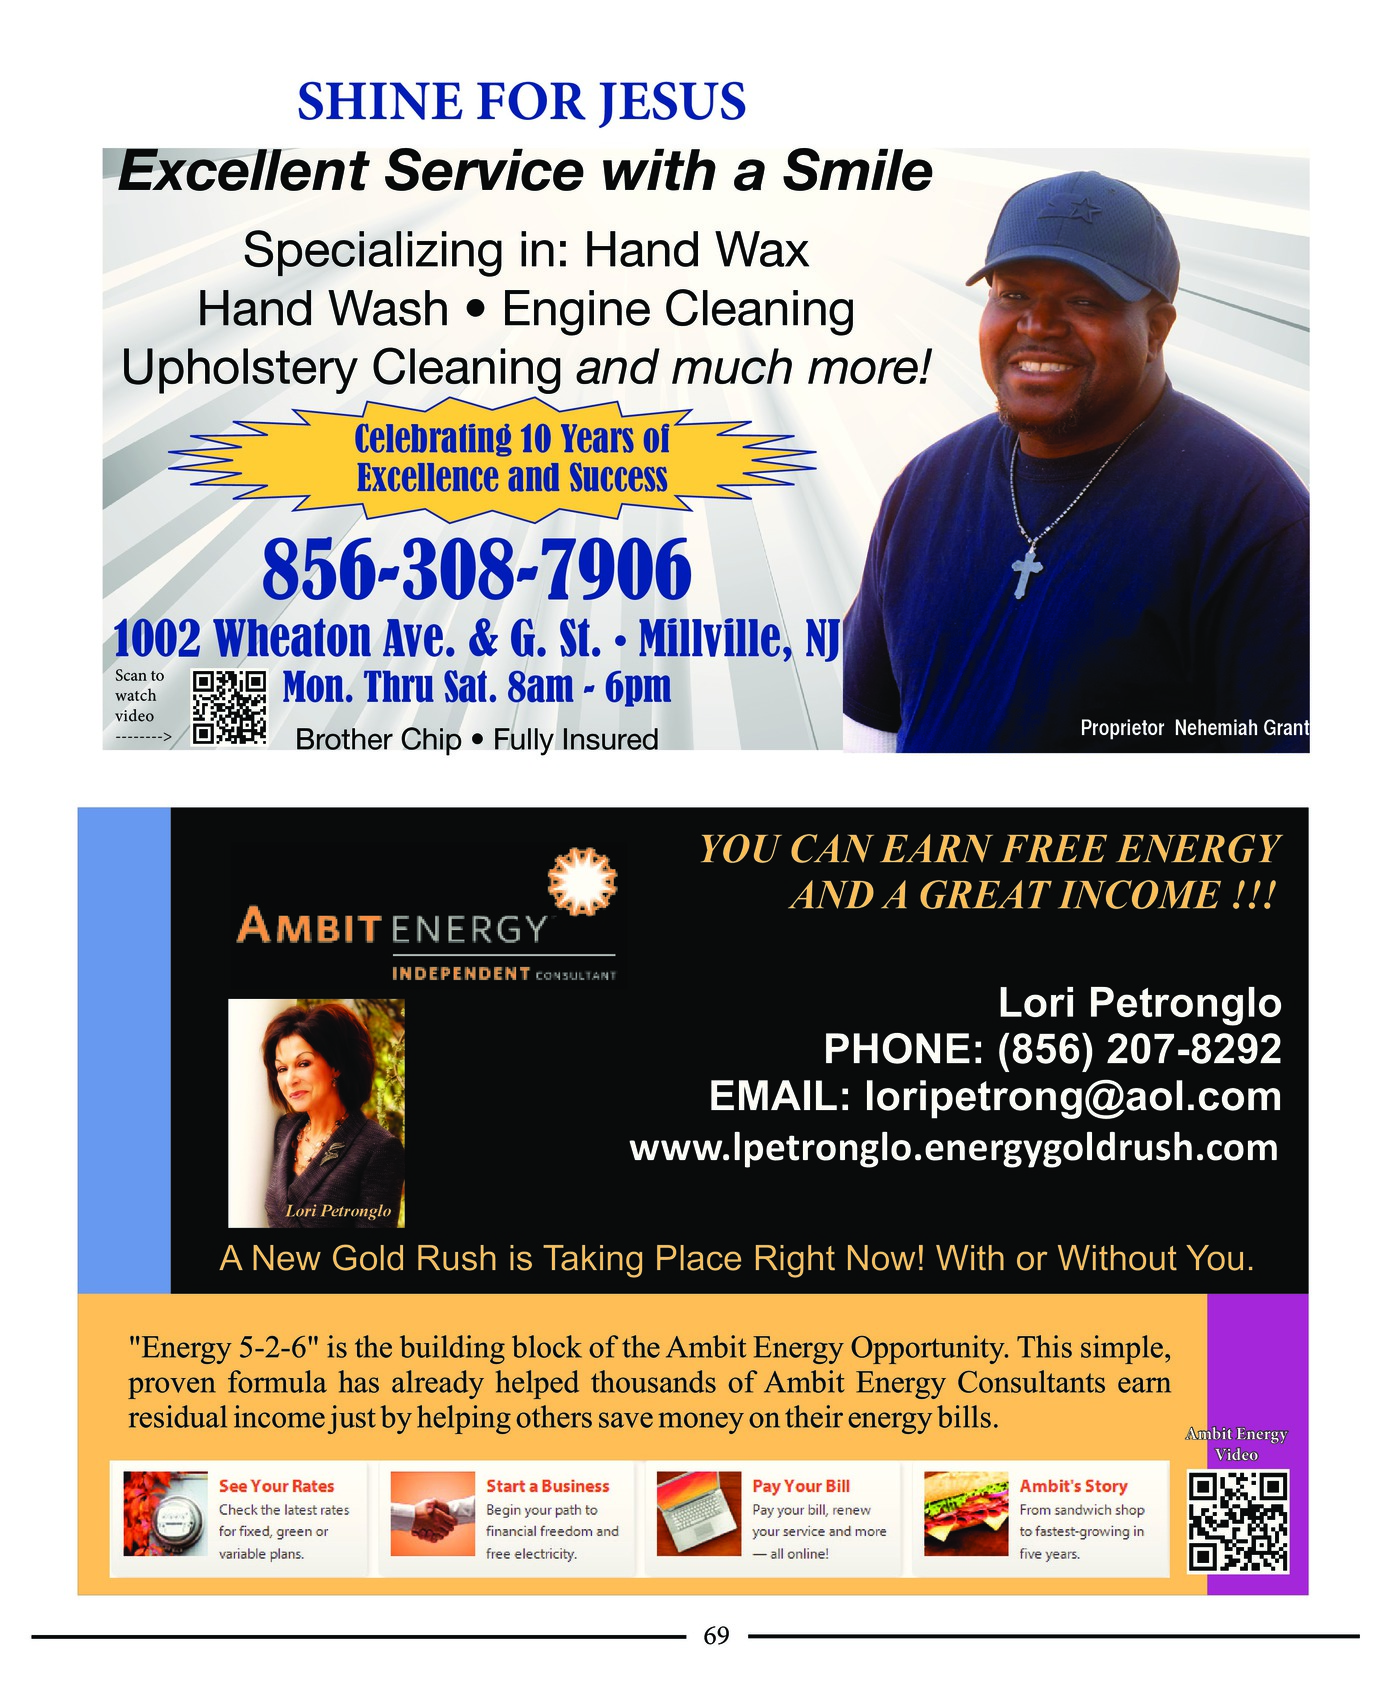 SHINE FOR JESUS
Excellent Service with a Smile
Specializing in: Hand Wax
Hand Wash • Engine Cleaning
Upholstery Cleaning and much more!
Celebrating 10 Years of
Excellence and Success
856-308-7906
1002 Wheaton Ave. & G. St. • Millville, NJ
Scan to
watch
video
-------->
Mon. Thru Sat. 8am - 6pm
Brother Chip • Fully Insured
Proprietor Nehemiah Grant
YOU CAN EARN FREE ENERGY
AND A GREAT INCOME !!!
AMBIT ENERGY
INDEPENDENT CONSULTANT
Lori Petronglo
PHONE: (856) 207-8292
EMAIL: loripetrong@aol.com
www.lpetronglo.energygoldrush.com
Lori Petronglo
A New Gold Rush is Taking Place Right Now! With or Without You.
"Energy 5-2-6" is the building block of the Ambit Energy Opportunity. This simple,
proven formula has already helped thousands of Ambit Energy Consultants earn
residual income just by helping others save money on their energy bills.
Ambit Energy
Video
See Your Rates
Check the latest rates
for fixed, green or
variable plans.
Start a Business
Begin your path to
financial freedom and
free electricity.
Pay Your Bill
Pay your bill, renew
your service and more
— all online!
Ambit's Story
From sandwich shop
to fastest-growing in
five years.
69